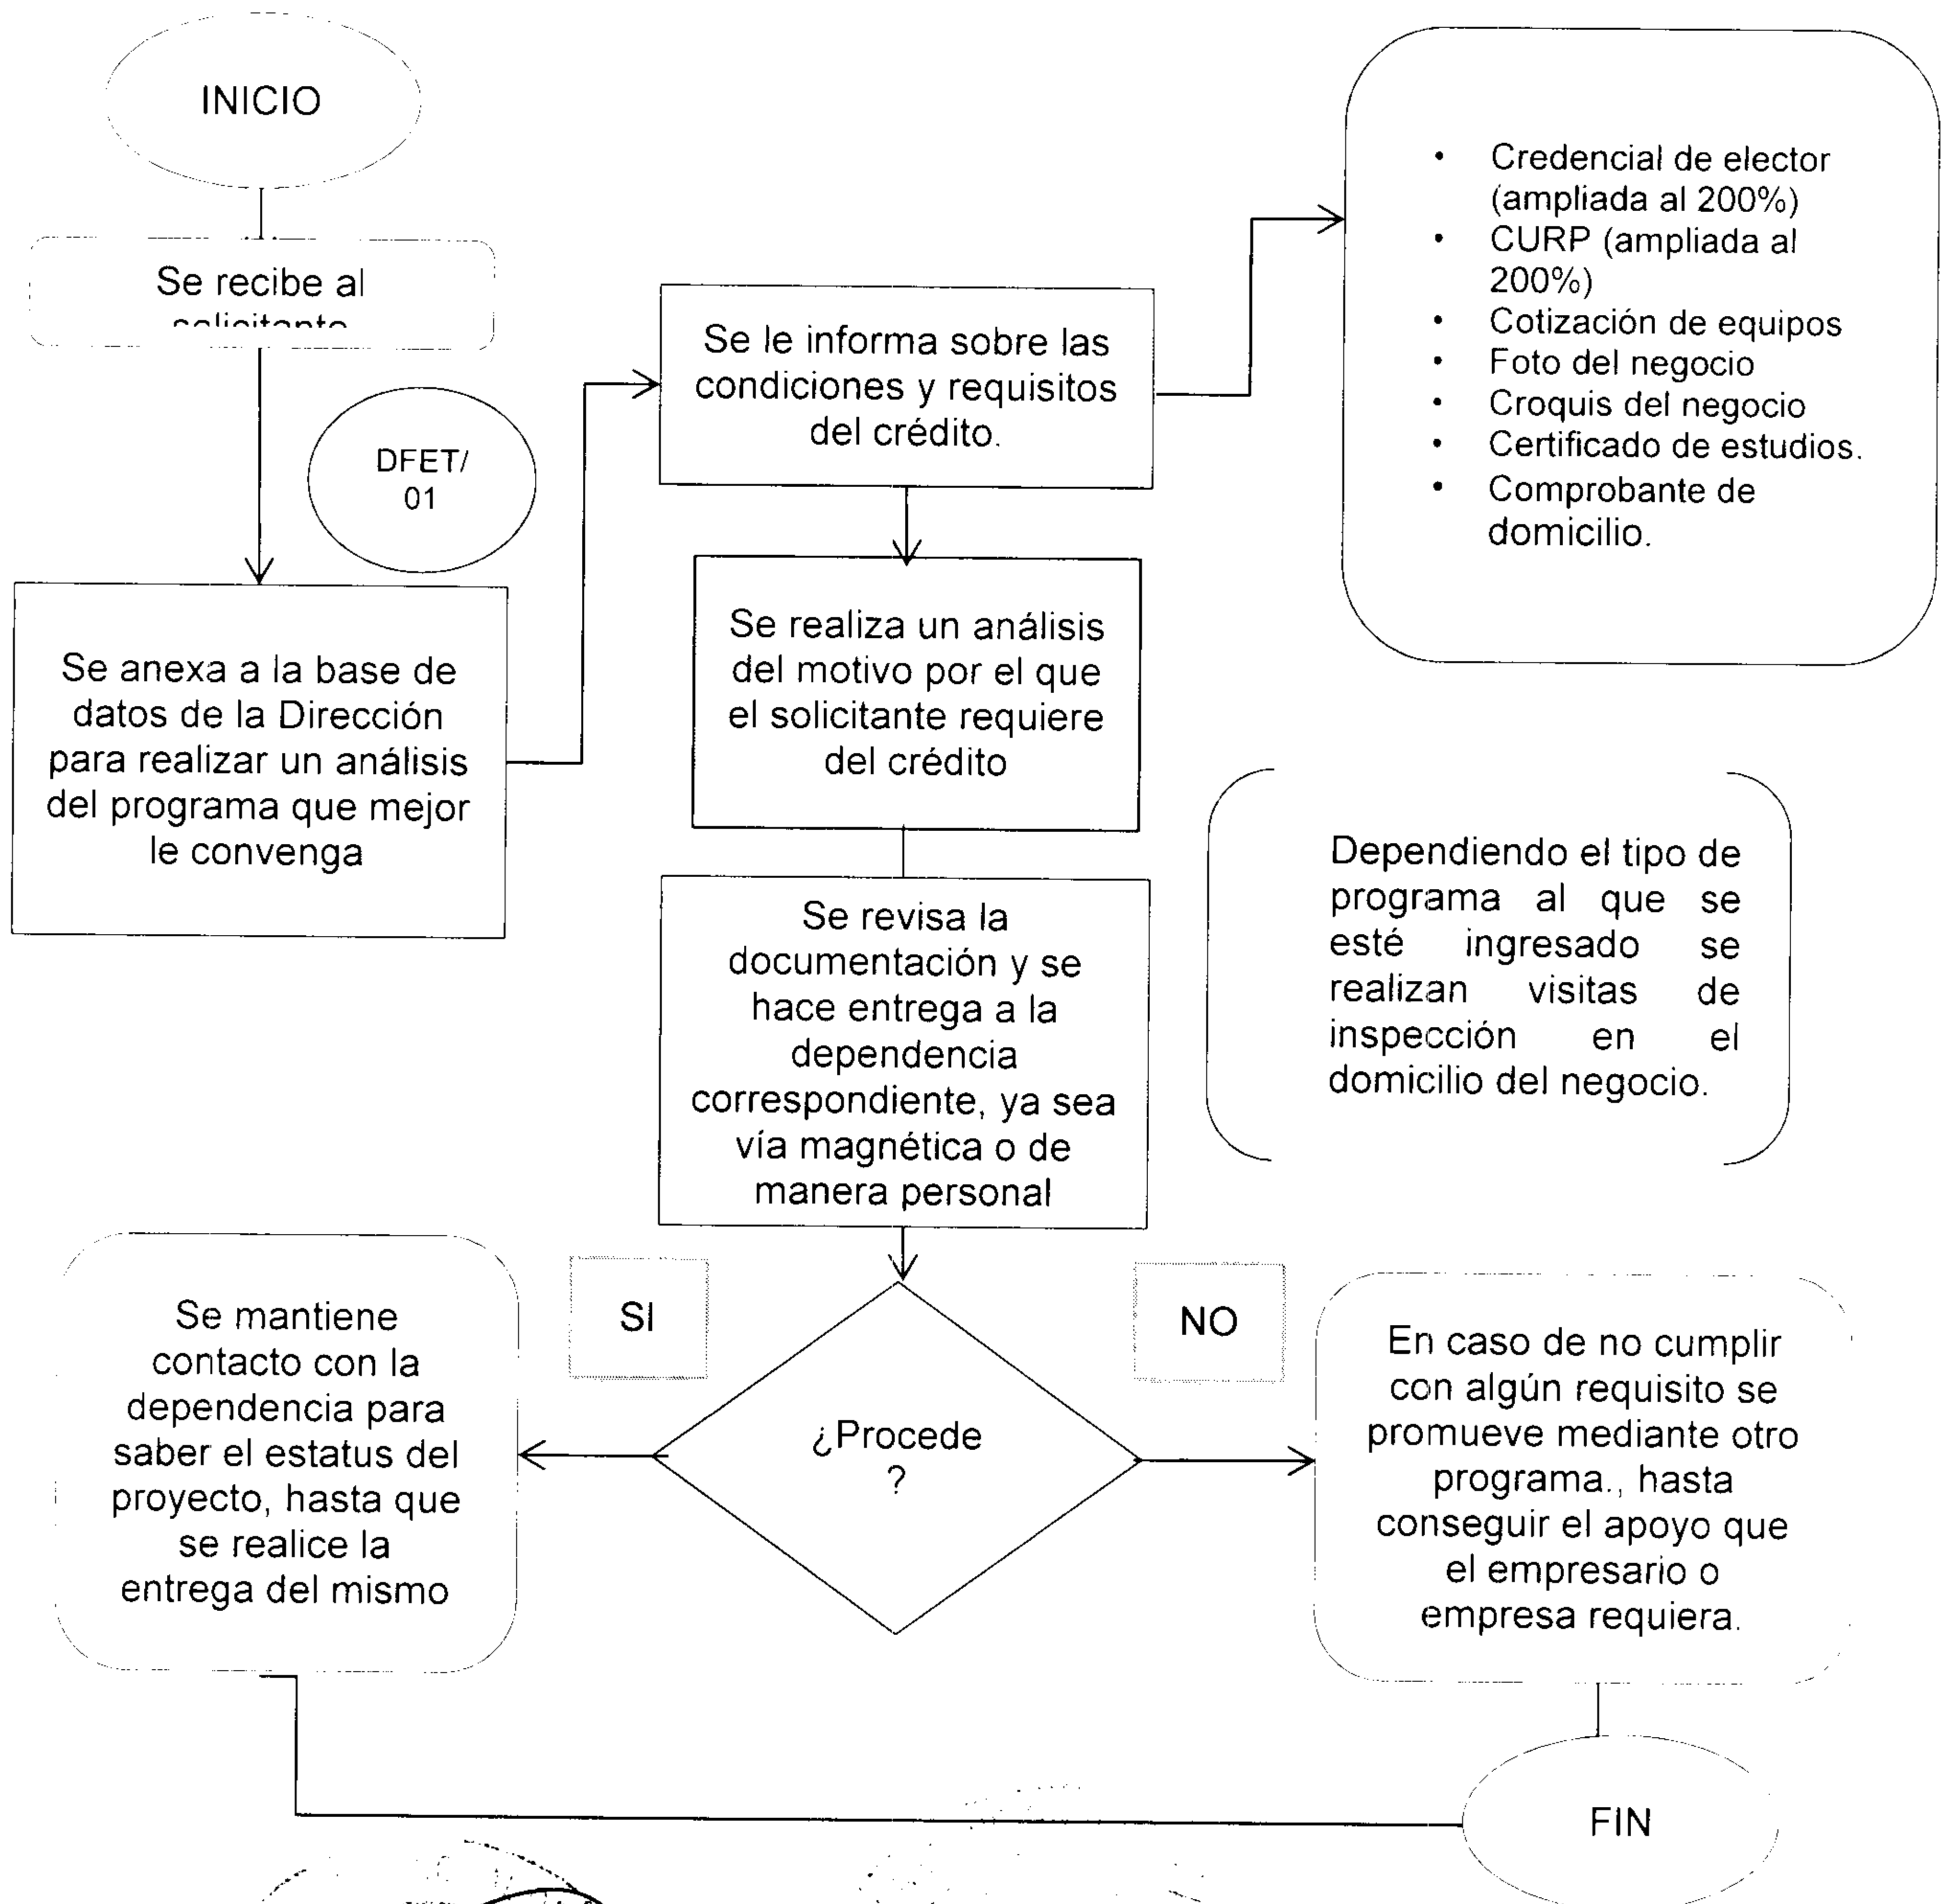 INICIO
Se recibe al
solicitante
DFET/
01
Se anexa a la base de
datos de la Dirección
para realizar un análisis
del programa que mejor
le convenga
Se le informa sobre las
condiciones y requisitos
del crédito.
• Credencial de elector
(ampliada al 200%)
• CURP (ampliada al
200%)
• Cotización de equipos
• Foto del negocio
• Croquis del negocio
• Certificado de estudios.
• Comprobante de
domicilio.
Se realiza un análisis
del motivo por el que
el solicitante requiere
del crédito
Dependiendo el tipo de
programa al que se
esté ingresado se
realizan visitas de
inspección en el
domicilio del negocio.
Se revisa la
documentación y se
hace entrega a la
dependencia
correspondiente, ya sea
vía magnética o de
manera personal
SI
NO
¿Procede
?
Se mantiene
contacto con la
dependencia para
saber el estatus del
proyecto, hasta que
se realice la
entrega del mismo
En caso de no cumplir
con algún requisito se
promueve mediante otro
programa., hasta
conseguir el apoyo que
el empresario o
empresa requiera.
FIN